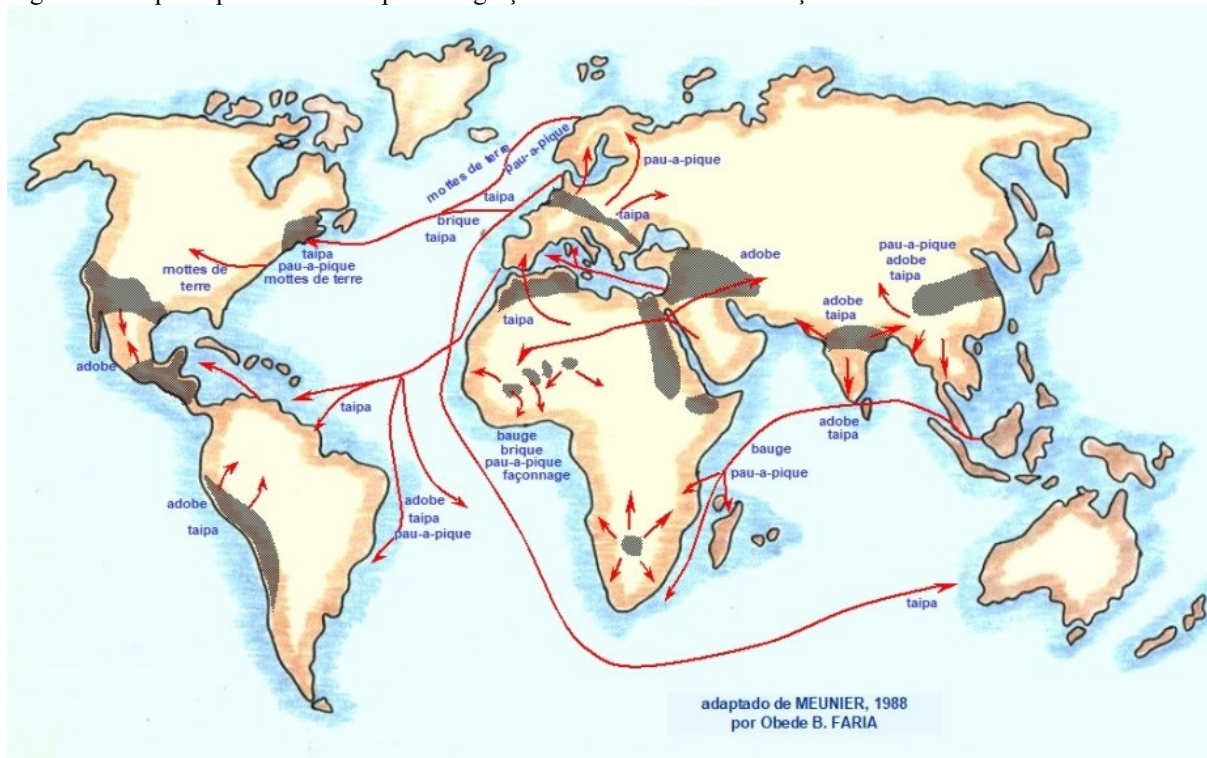 mottes de terre
pau-a-pique
taipa
brique
taipa
pau-a-pique
taipa
taipa
pau-a-pique
mottes de terre
mottes de
terre
adobe
pau-a-pique
adobe
taipa
adobe
taipa
adobe
taipa
taipa
adobe
taipa
bauge
brique
pau-a-pique
façonnage
bauge
pau-a-pique
adobe
taipa
adobe
taipa
pau-a-pique
taipa
adaptado de MEUNIER, 1988
por Obede B. FARIA